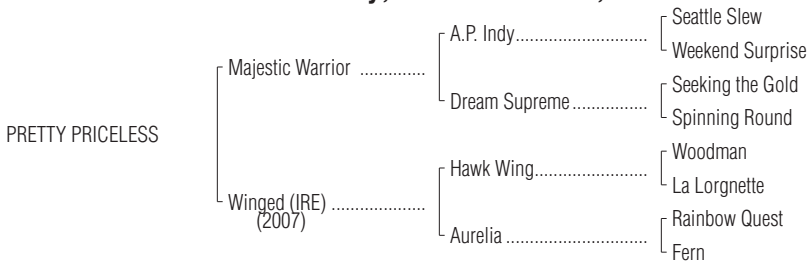 Seattle Slew
A.P. Indy..................................
Weekend Surprise
Majestic Warrior ..............
Seeking the Gold
Dream Supreme...................
Spinning Round
PRETTY PRICELESS
Woodman
Hawk Wing............................
La Lorgnette
Winged (IRE) ....................
(2007)
Rainbow Quest
Aurelia ...................................
Fern